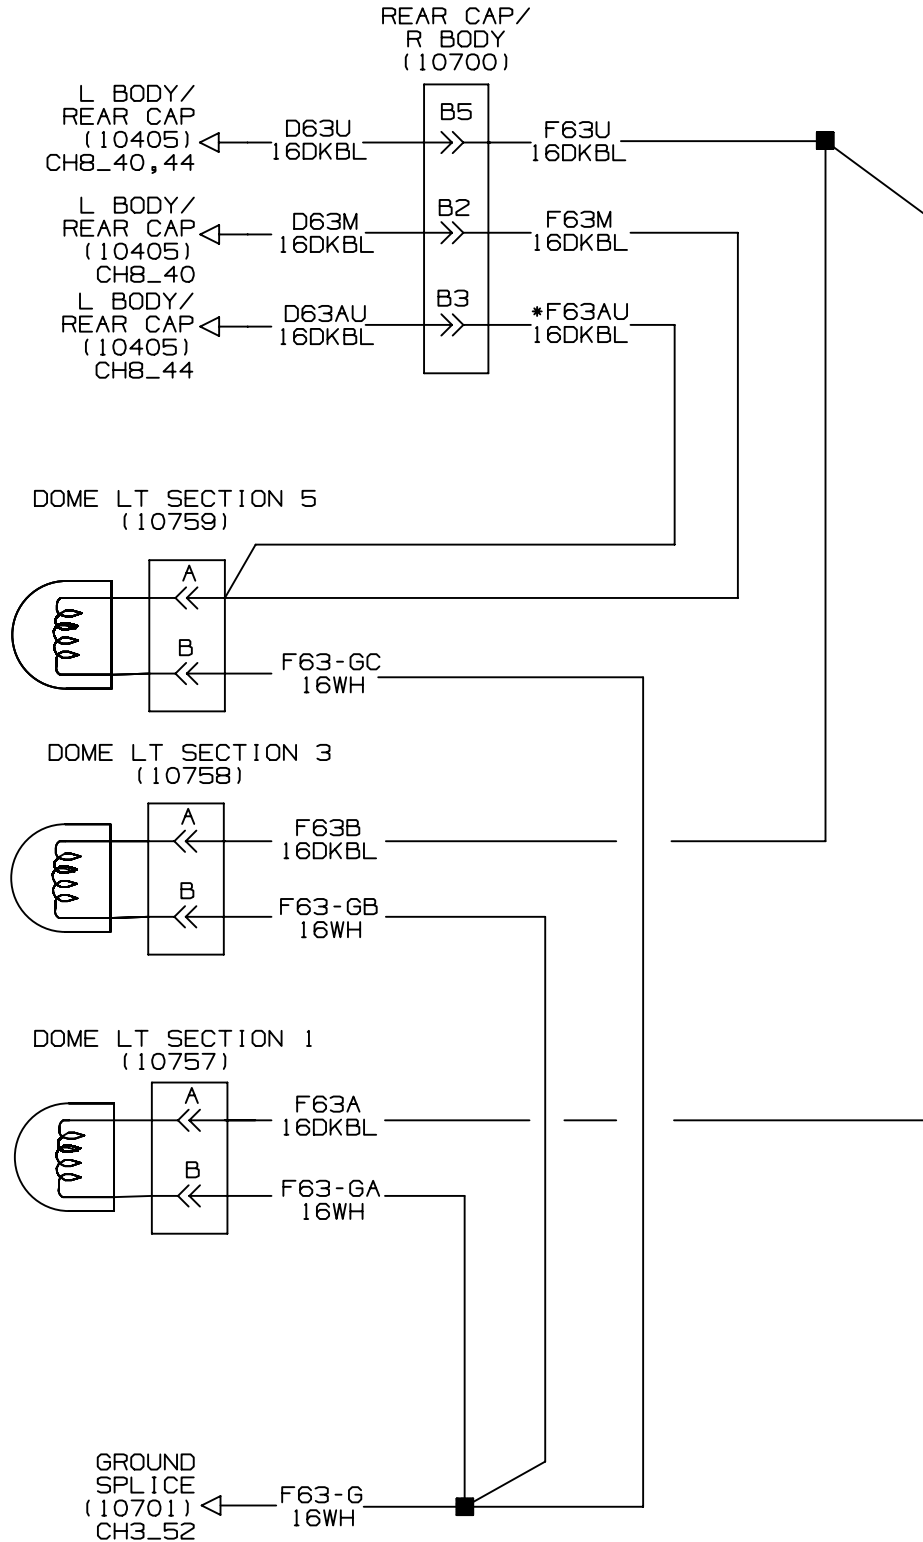 REAR CAP/
R BODY
(10700)
L BODY/
REAR CAP
(10405)
CH8_40,44
D63U
16DKBL
B5
F63U
16DKBL
L BODY/
REAR CAP
(10405)
CH8_40
D63M
16DKBL
B2
F63M
16DKBL
L BODY/
REAR CAP
(10405)
CH8_44
D63AU
16DKBL
B3
*F63AU
16DKBL
DOME LT SECTION 5
(10759)
A
B
F63-GC
16WH
DOME LT SECTION 3
(10758)
A
F63B
16DKBL
B
F63-GB
16WH
DOME LT SECTION 1
(10757)
A
F63A
16DKBL
B
F63-GA
16WH
GROUND
SPLICE
(10701)
CH3_52
F63-G
16WH